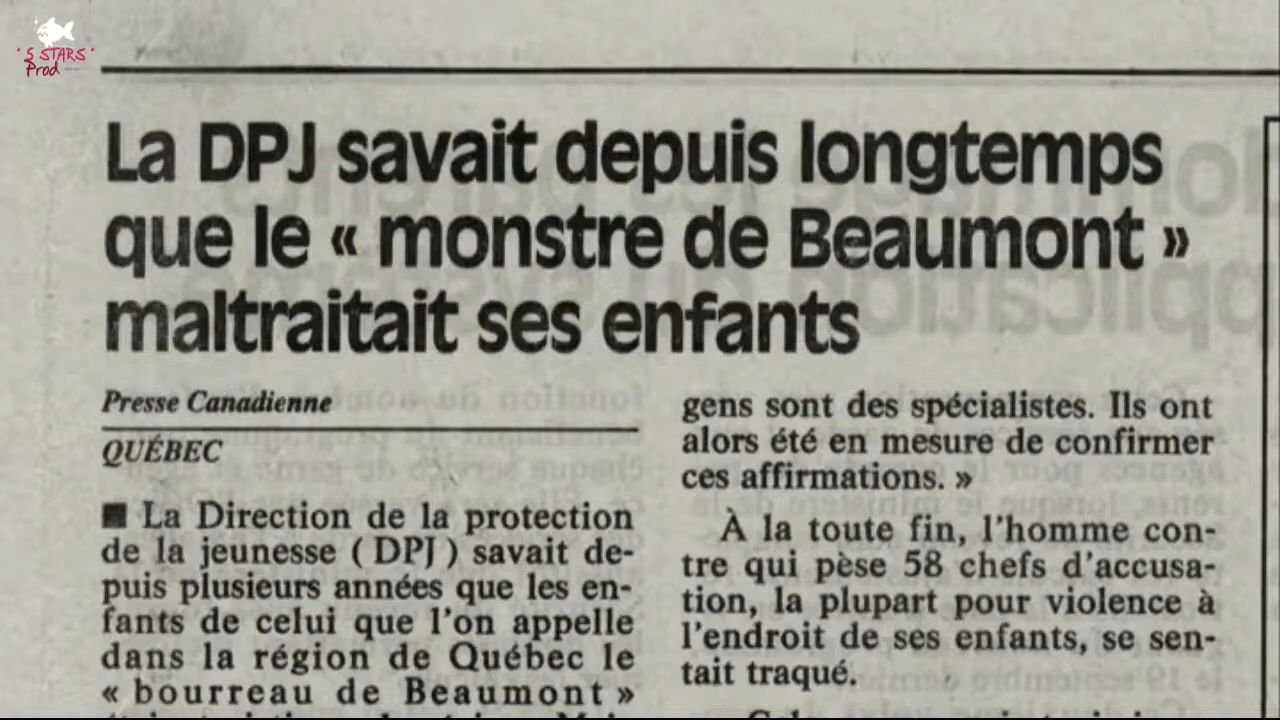 " 5 STARS "
Prod
La DPJ savait depuis longtemps
que le « monstre de Beaumont »
maltraitait ses enfants
Presse Canadienne
QUÉBEC
■ La Direction de la protection
de la jeunesse ( DPJ ) savait de-
puis plusieurs années que les en-
fants de celui que l'on appelle
dans la région de Québec le
« bourreau de Beaumont »
gens sont des spécialistes. Ils ont
alors été en mesure de confirmer
ces affirmations. »
À la toute fin, l'homme con-
tre qui pèse 58 chefs d'accusa-
tion, la plupart pour violence à
l'endroit de ses enfants, se sen-
tait traqué.